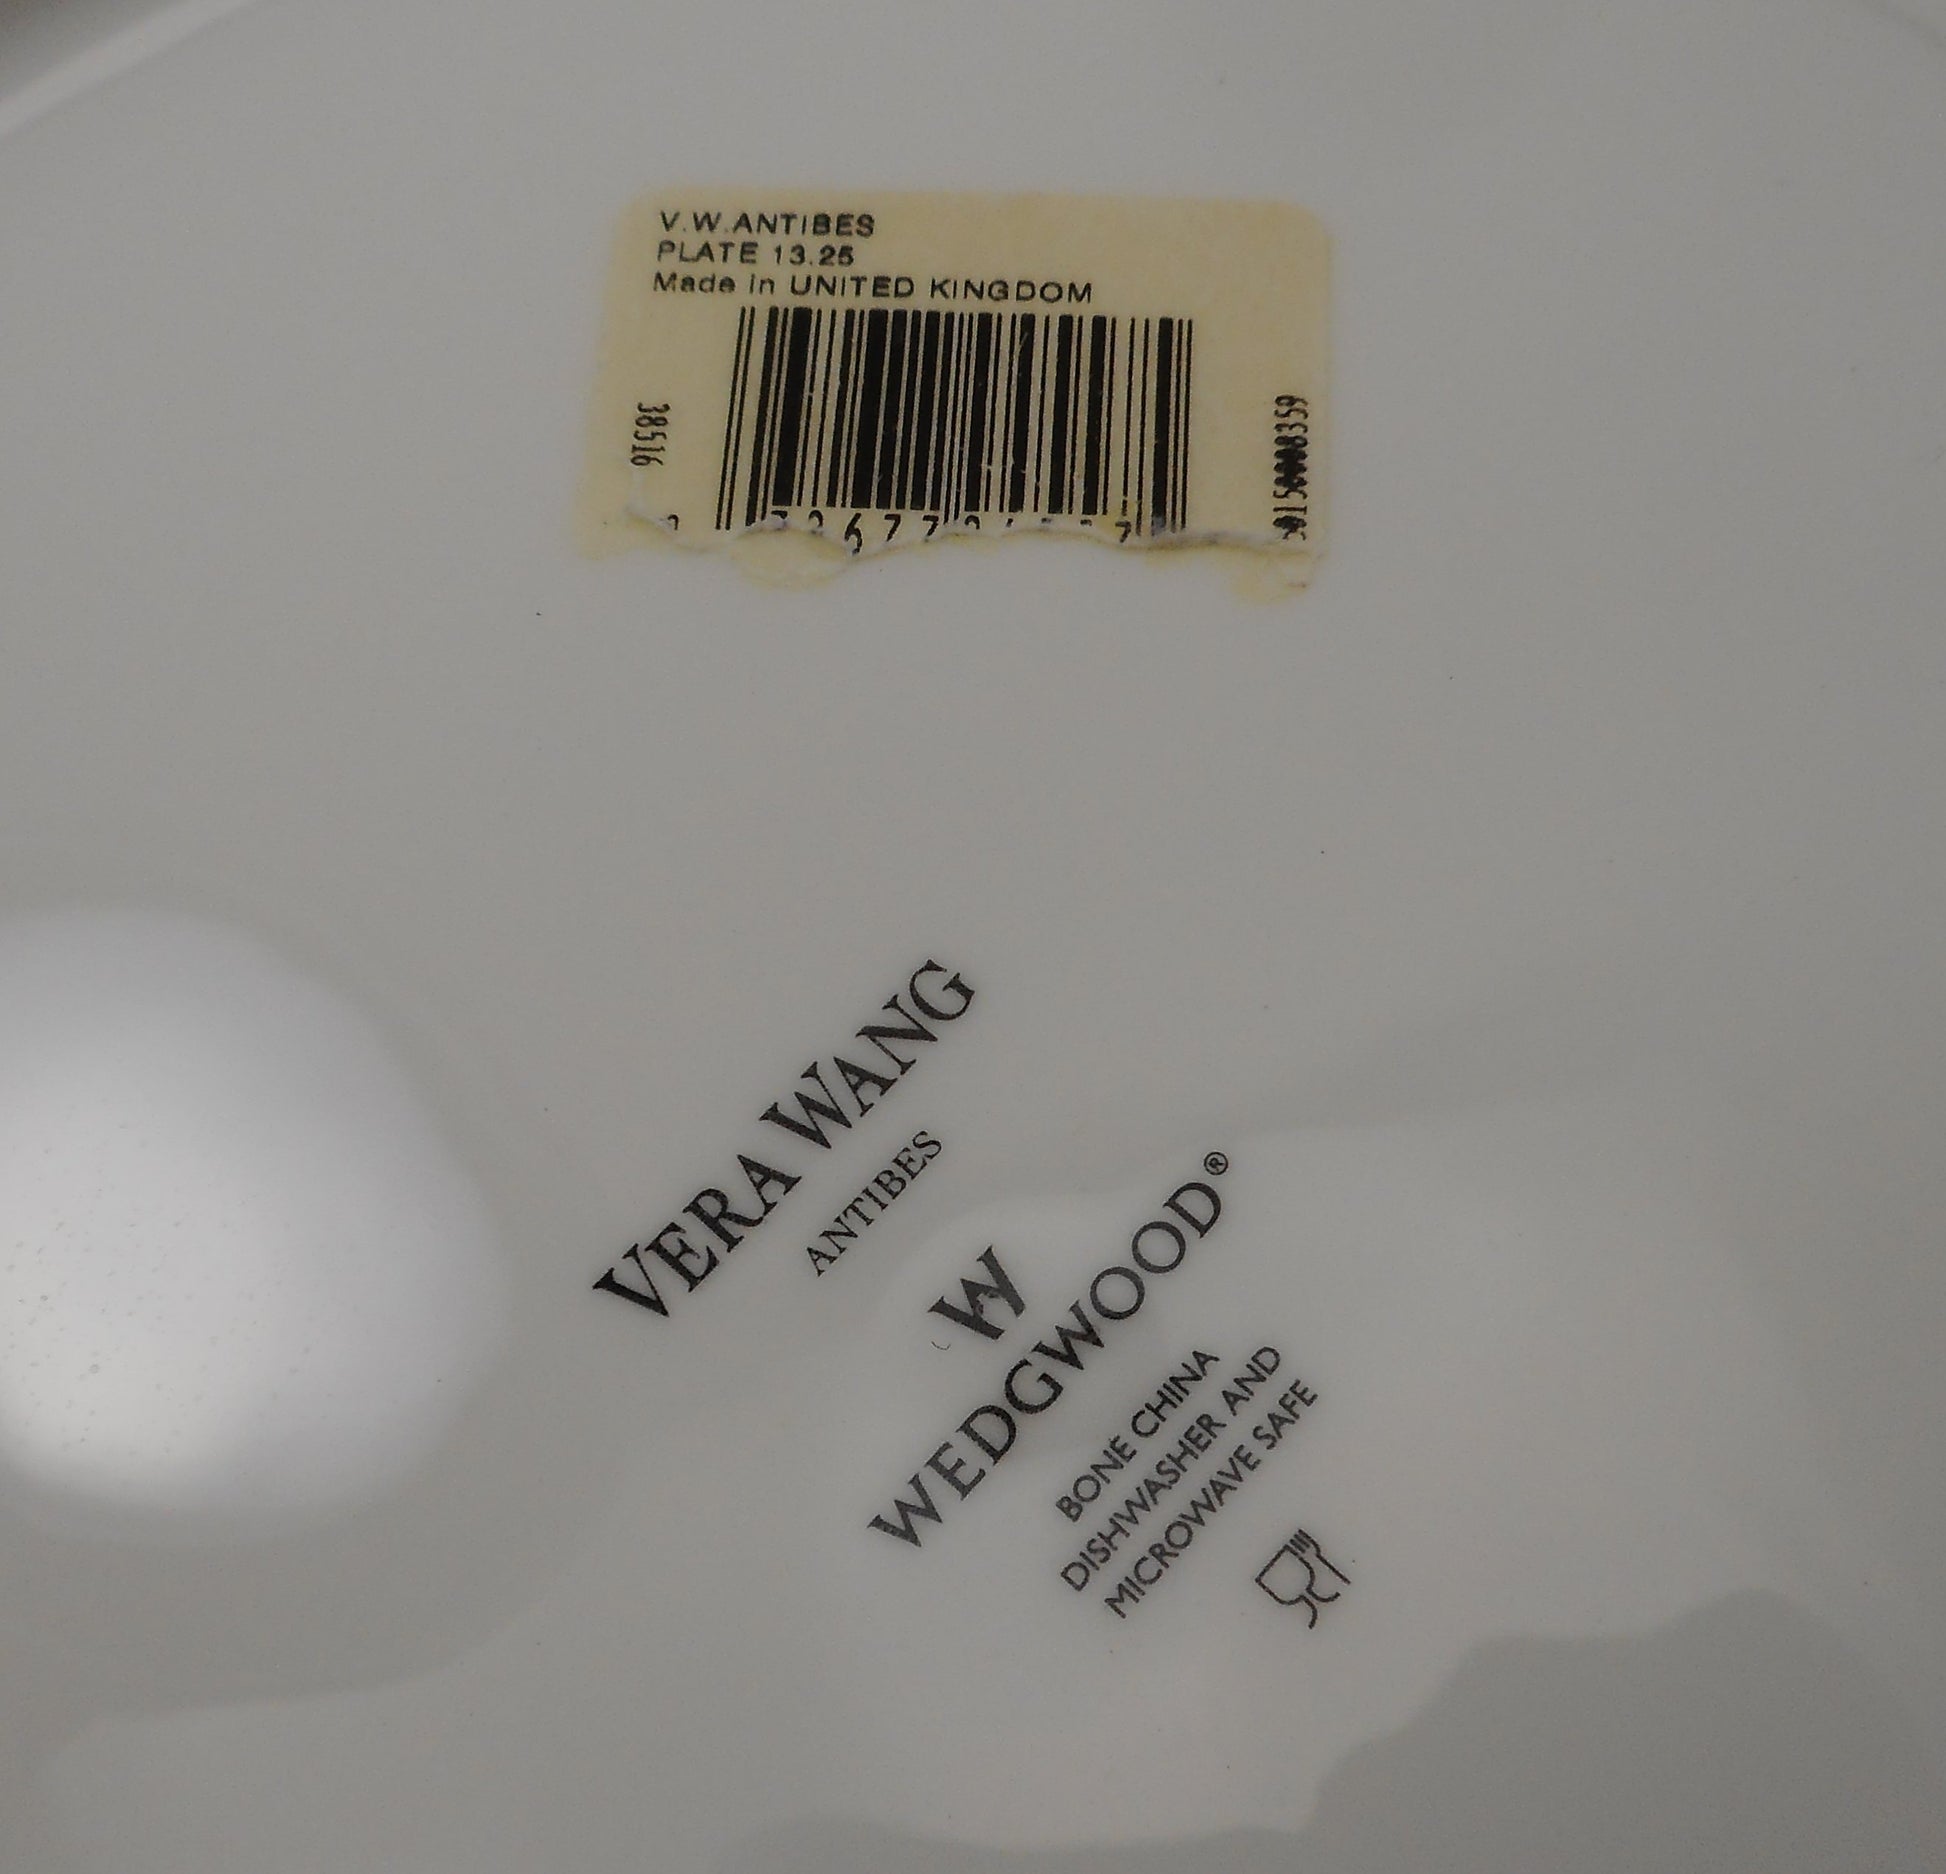 V.W.ANTIBES
PLATE 13.25
Made in UNITED KINGDOM
38516
VERA WANG
ANTIBES
W
WEDGWOOD®
BONE CHINA
DISHWASHER AND
MICROWAVE SAFE